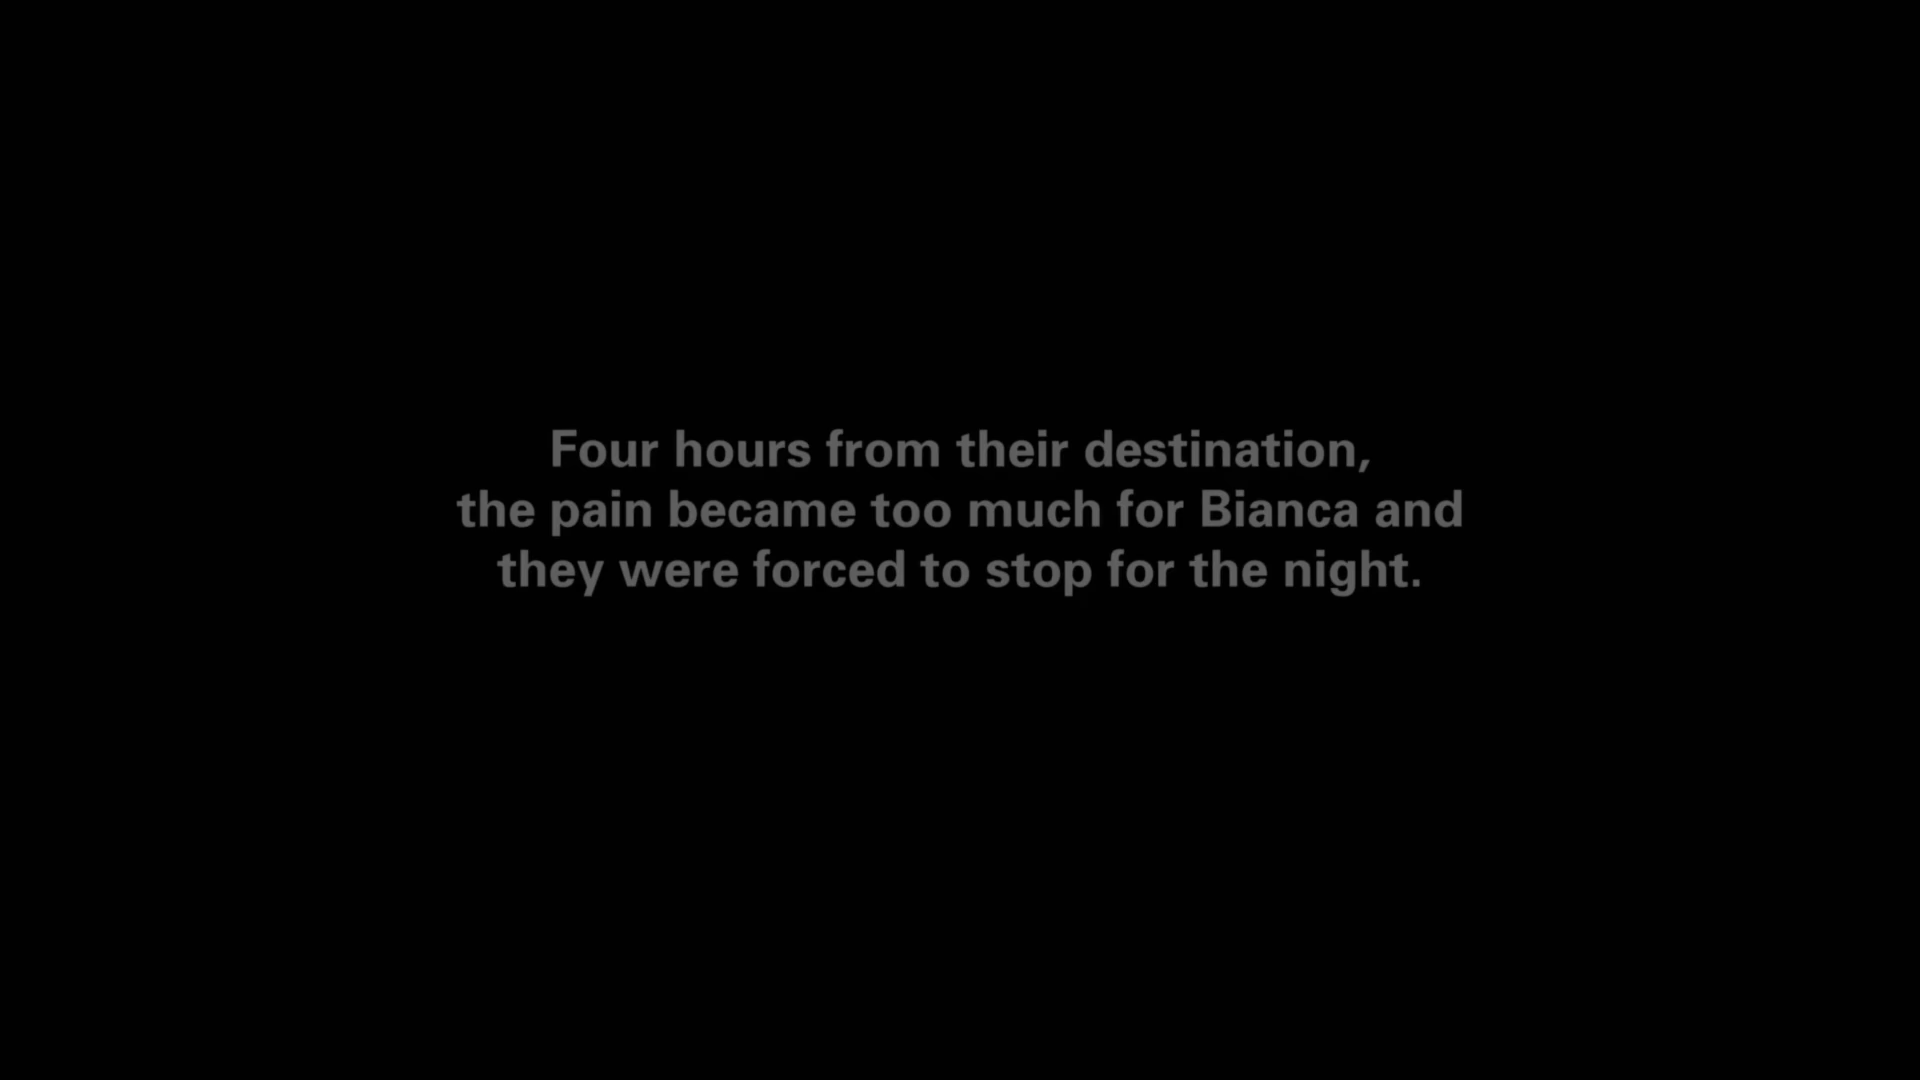 Four hours from their destination,
the pain became too much for Bianca and
they were forced to stop for the night.